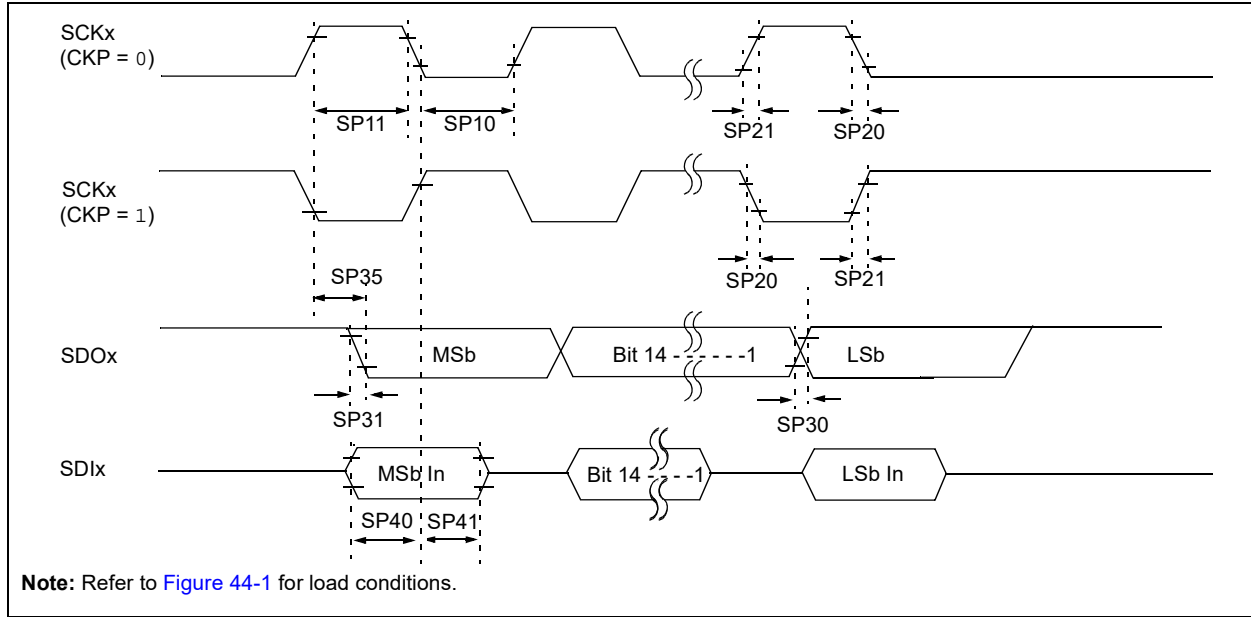 SCKx
(CKP = 0)
SP11
SP10
SP21
SP20
SCKx
(CKP = 1)
SP35
SP20
SP21
SDOx
MSb
Bit 14 - - - - - -1
LSb
SP31
SP30
SDIx
MSb In
Bit 14 - - - -1
LSb In
SP40
SP41
Note: Refer to Figure 44-1 for load conditions.